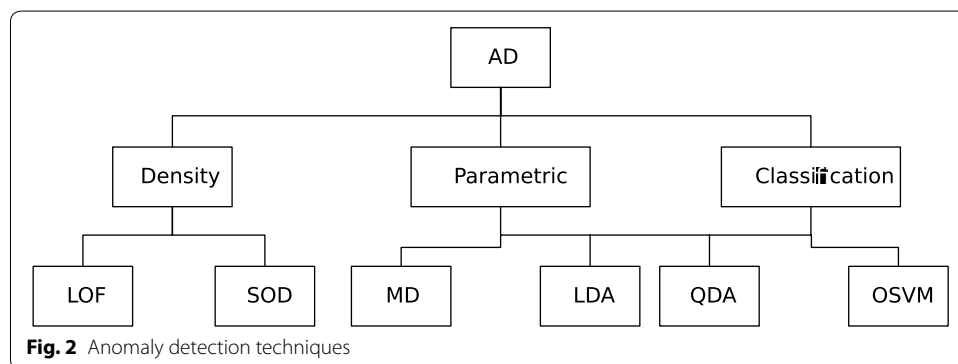 AD
Density Parametric Classification
LOF SOD MD LDA QDA OSVM
Fig. 2 Anomaly detection techniques